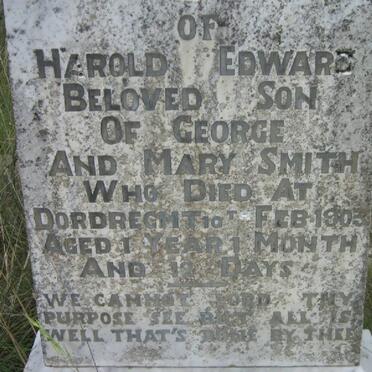 OF
HAROLD EDWARD
BELOVED SON
OF GEORGE
AND MARY SMITH
WHO DIED AT
DORDRECHT 10TH FEB 1903
AGED 1 YEAR 1 MONTH
AND 12 DAYS
WE CANNOT LORD THY
PURPOSE SEE BUT ALL IS
WELL THAT'S DONE BY THEE